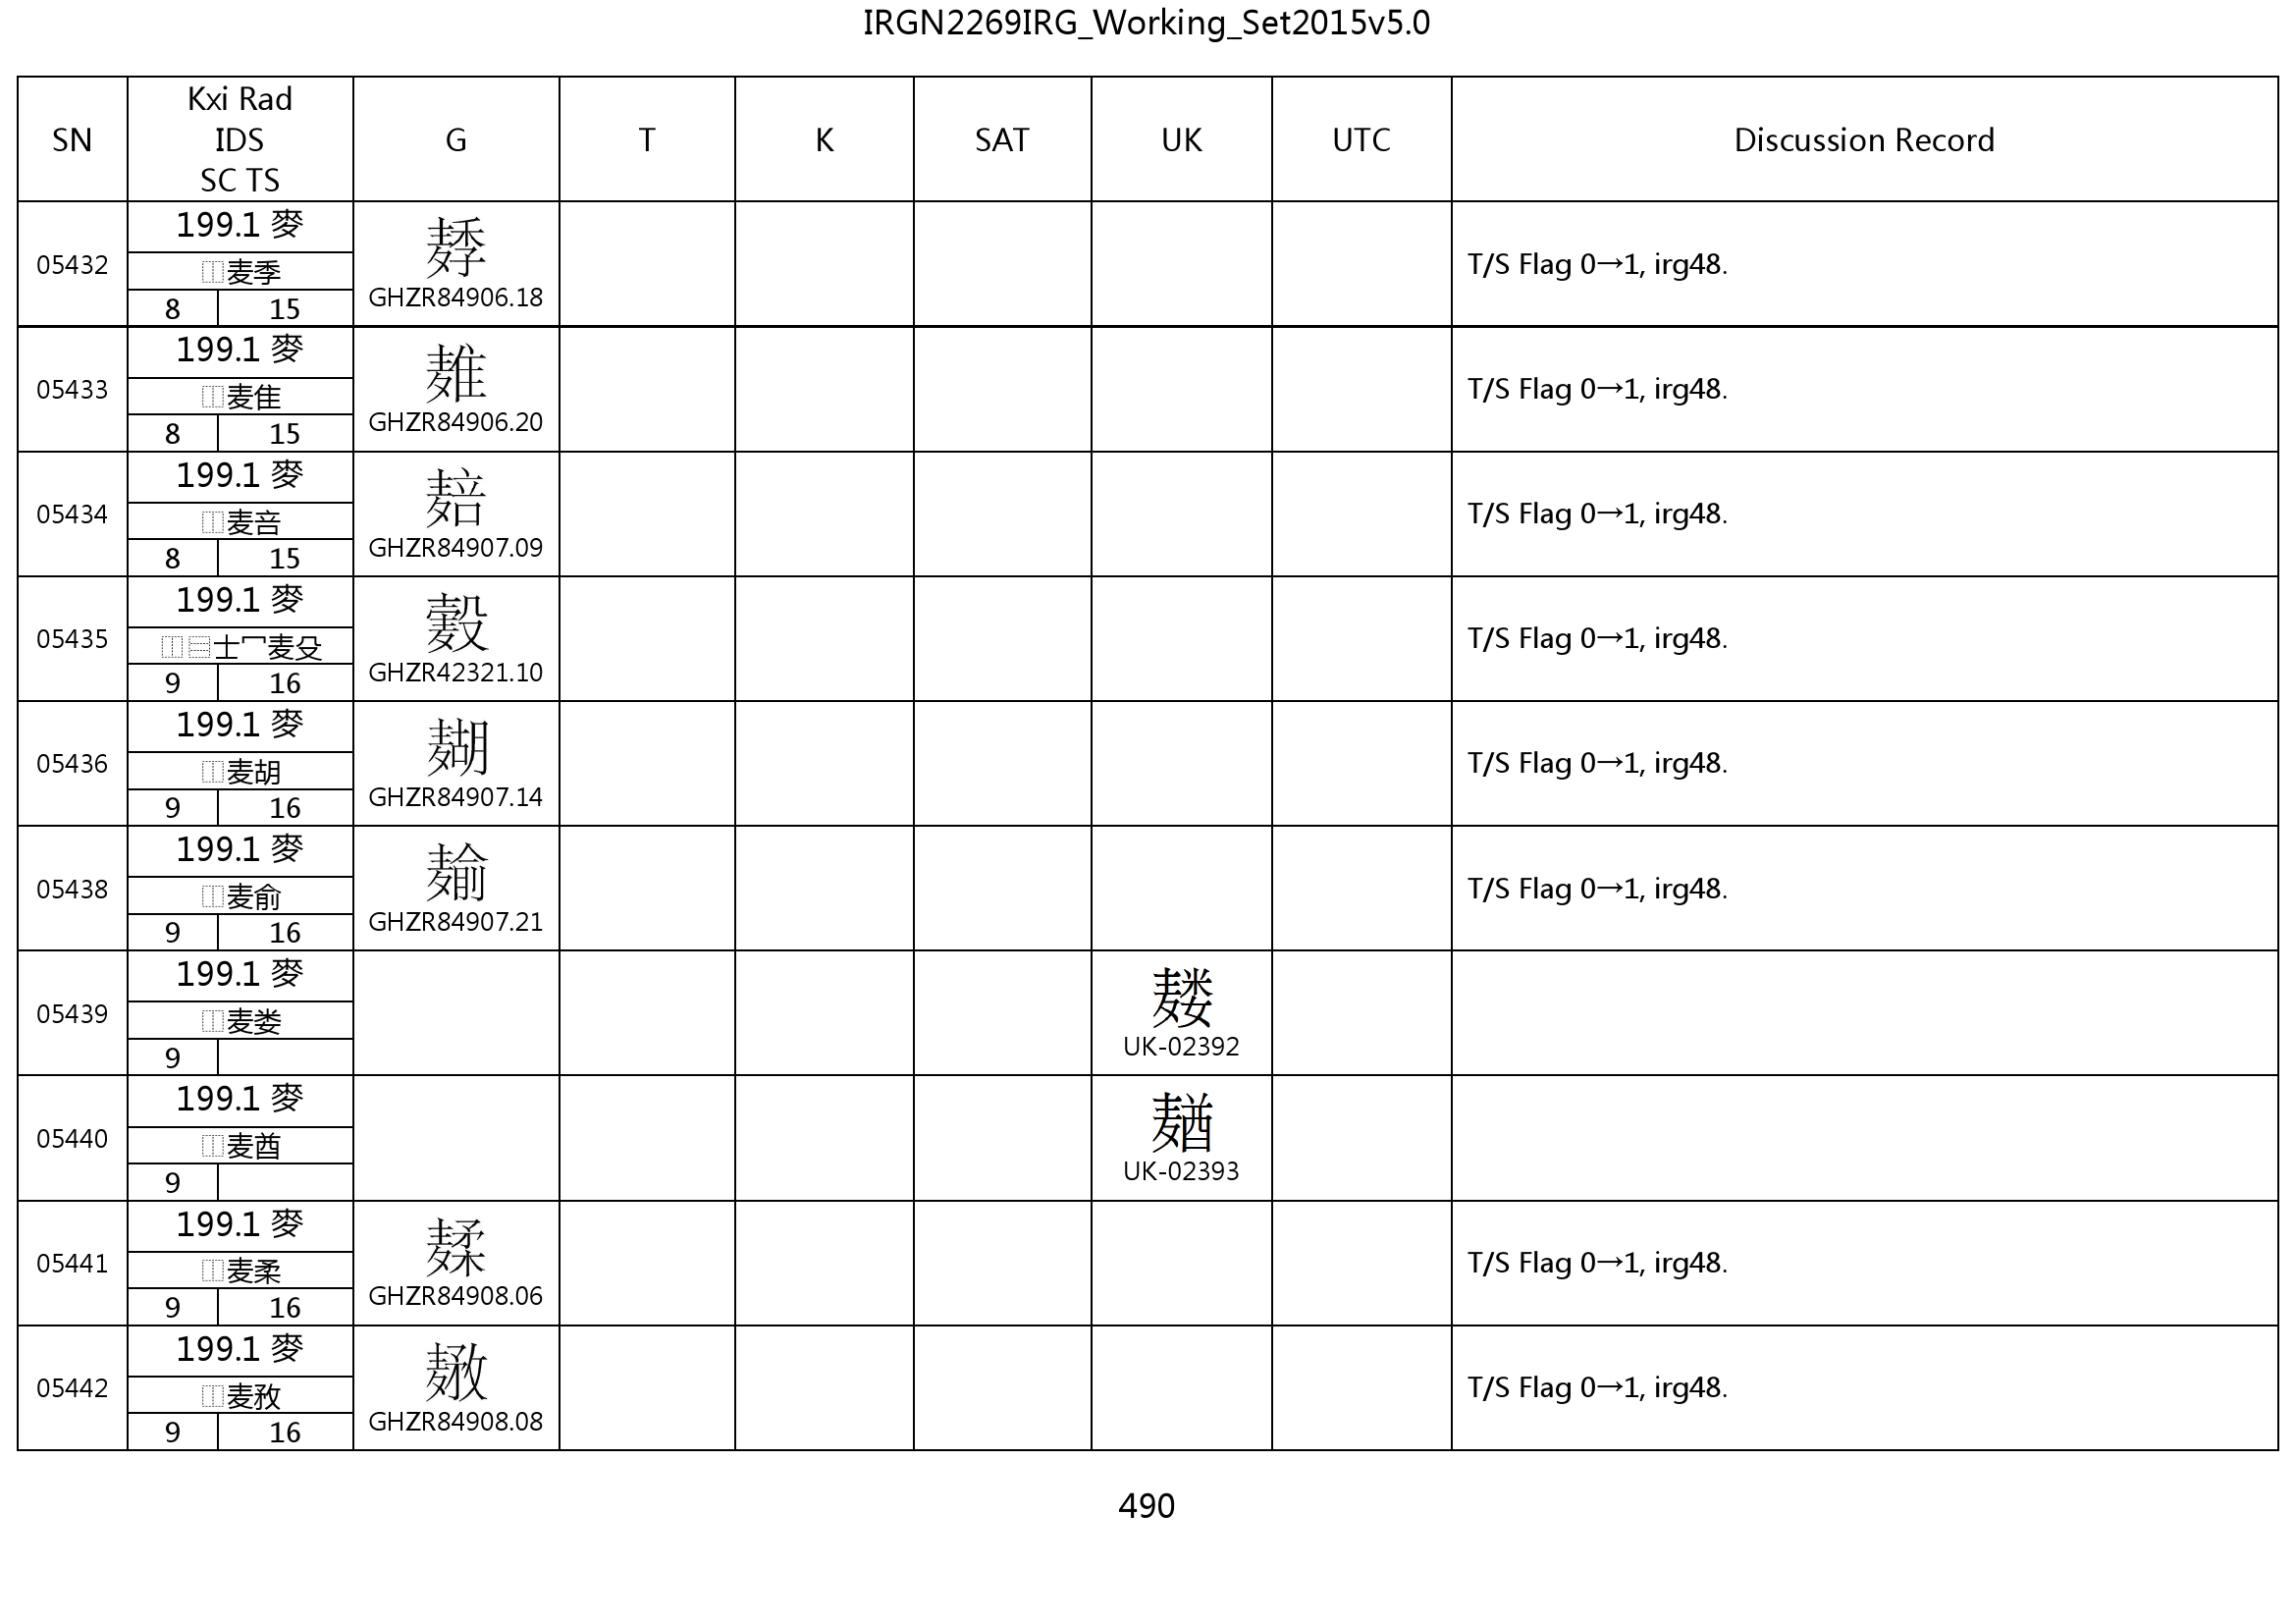 IRGN2269IRG_Working_Set2015v5.0
SN Kxi Rad IDS SC TS G T K SAT UK UTC Discussion Record
05432 199.1 麥
⿰麦季
8 15
GHZR84906.18
T/S Flag 0→1, irg48.
05433 199.1 麥
⿰麦隹
8 15
GHZR84906.20
T/S Flag 0→1, irg48.
05434 199.1 麥
⿰麦咅
8 15
GHZR84907.09
T/S Flag 0→1, irg48.
05435 199.1 麥
⿰⿳士冖麦殳
9 16
GHZR42321.10
T/S Flag 0→1, irg48.
05436 199.1 麥
⿰麦胡
9 16
GHZR84907.14
T/S Flag 0→1, irg48.
05438 199.1 麥
⿰麦俞
9 16
GHZR84907.21
T/S Flag 0→1, irg48.
05439 199.1 麥
⿰麦娄
9
UK-02392
05440 199.1 麥
⿰麦酋
9
UK-02393
05441 199.1 麥
⿰麦柔
9 16
GHZR84908.06
T/S Flag 0→1, irg48.
05442 199.1 麥
⿰麦敄
9 16
GHZR84908.08
T/S Flag 0→1, irg48.
490